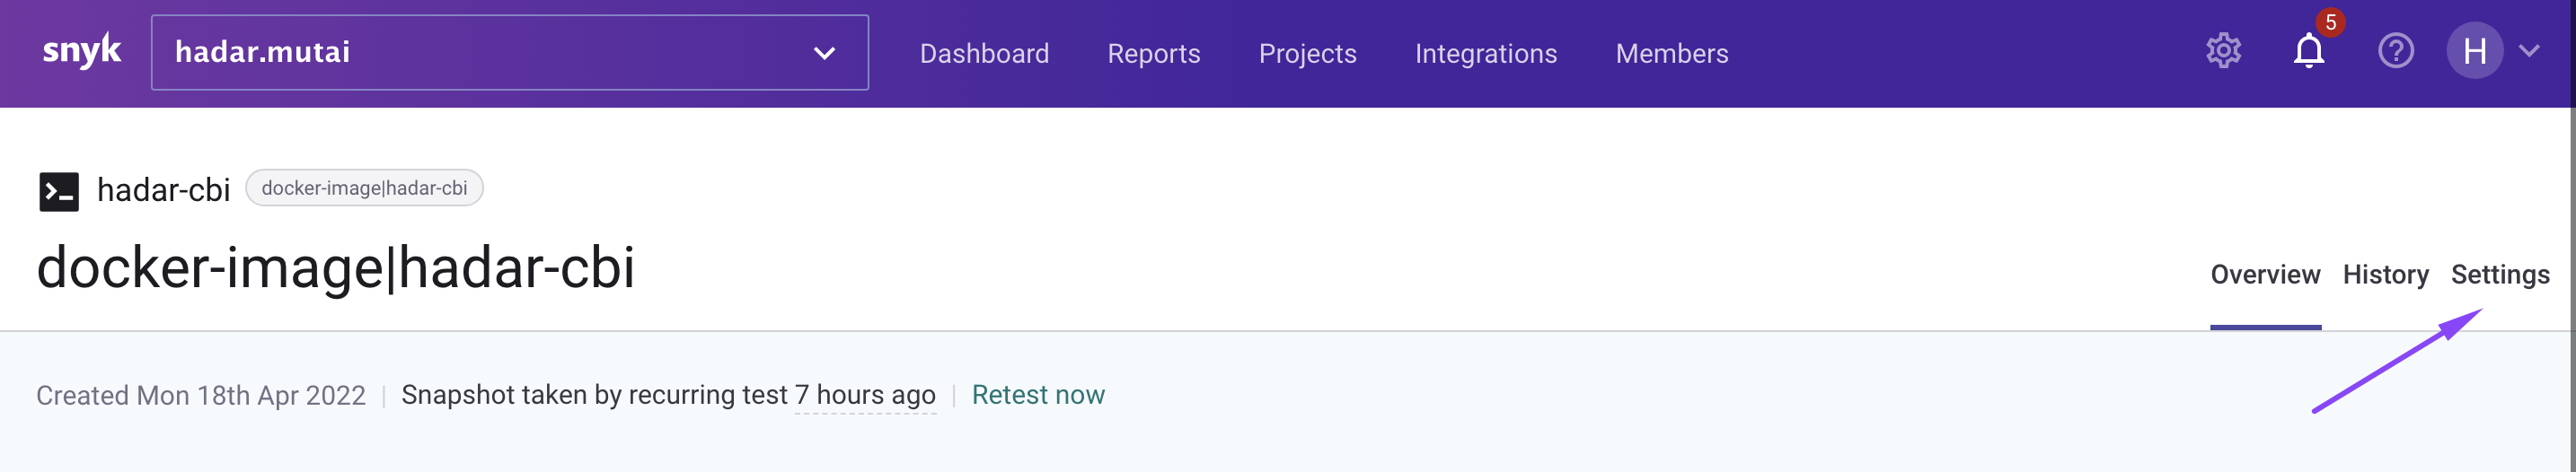 snyk hadar.mutai Dashboard Reports Projects Integrations Members 5 H
hadar-cbi docker-image|hadar-cbi
docker-image|hadar-cbi
Overview History Settings
Created Mon 18th Apr 2022 | Snapshot taken by recurring test 7 hours ago | Retest now